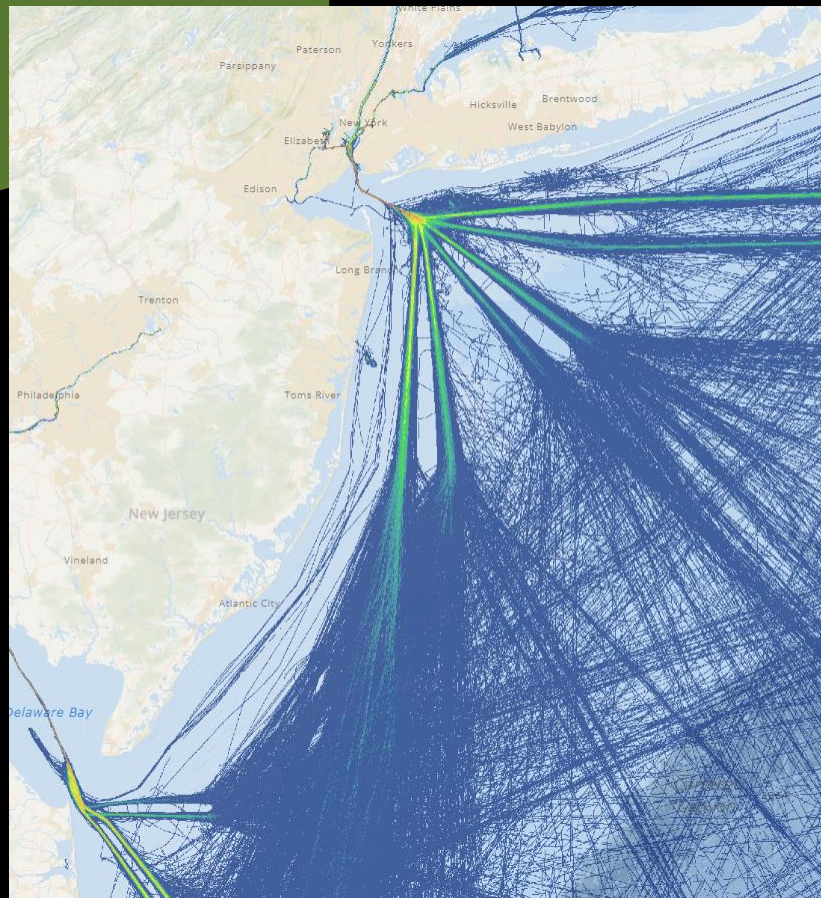 White Plains
Paterson
Yonkers
Parsippany
Hicksville
Brentwood
New York
West Babylon
Elizabeth
Edison
Long Branch
Trenton
Philadelphia
Toms River
New Jersey
Vineland
Atlantic City
Delaware Bay